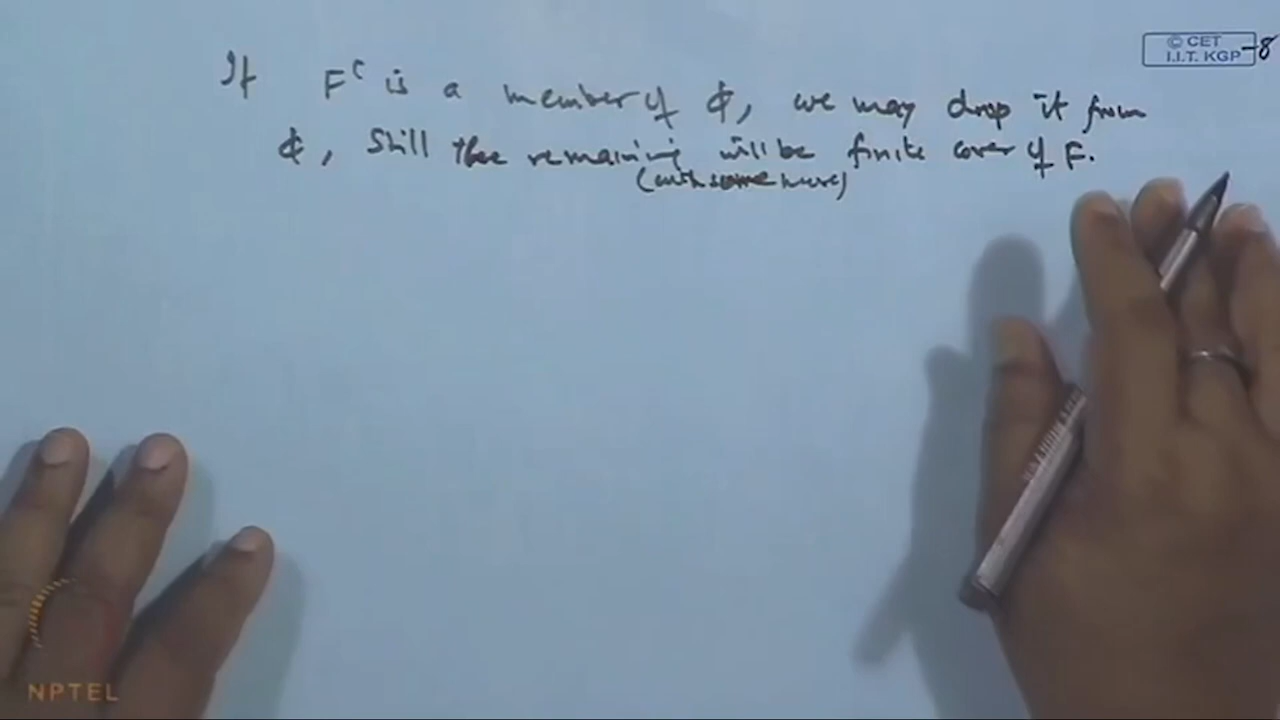 © CET
I.I.T. KGP -8
If F^c is a member of Φ, we may drop it from
Φ, Still the remaining will be finite cover of F.
(with some more)
NPTEL